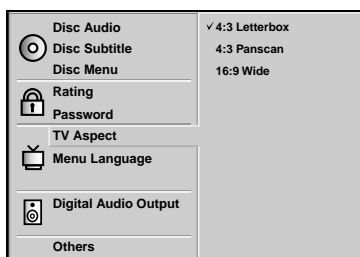 Disc Audio
Disc Subtitle
Disc Menu
Rating
Password
TV Aspect
Menu Language
Digital Audio Output
Others
✓ 4:3 Letterbox
4:3 Panscan
16:9 Wide